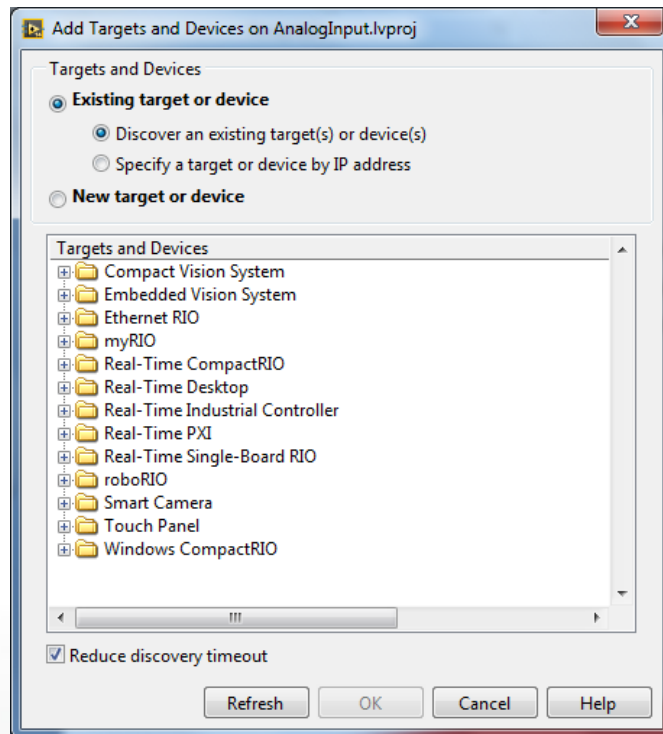 Add Targets and Devices on AnalogInput.lvproj
Targets and Devices
Existing target or device
Discover an existing target(s) or device(s)
Specify a target or device by IP address
New target or device
Targets and Devices
Compact Vision System
Embedded Vision System
Ethernet RIO
myRIO
Real-Time CompactRIO
Real-Time Desktop
Real-Time Industrial Controller
Real-Time PXI
Real-Time Single-Board RIO
roboRIO
Smart Camera
Touch Panel
Windows CompactRIO
Reduce discovery timeout
Refresh OK Cancel Help